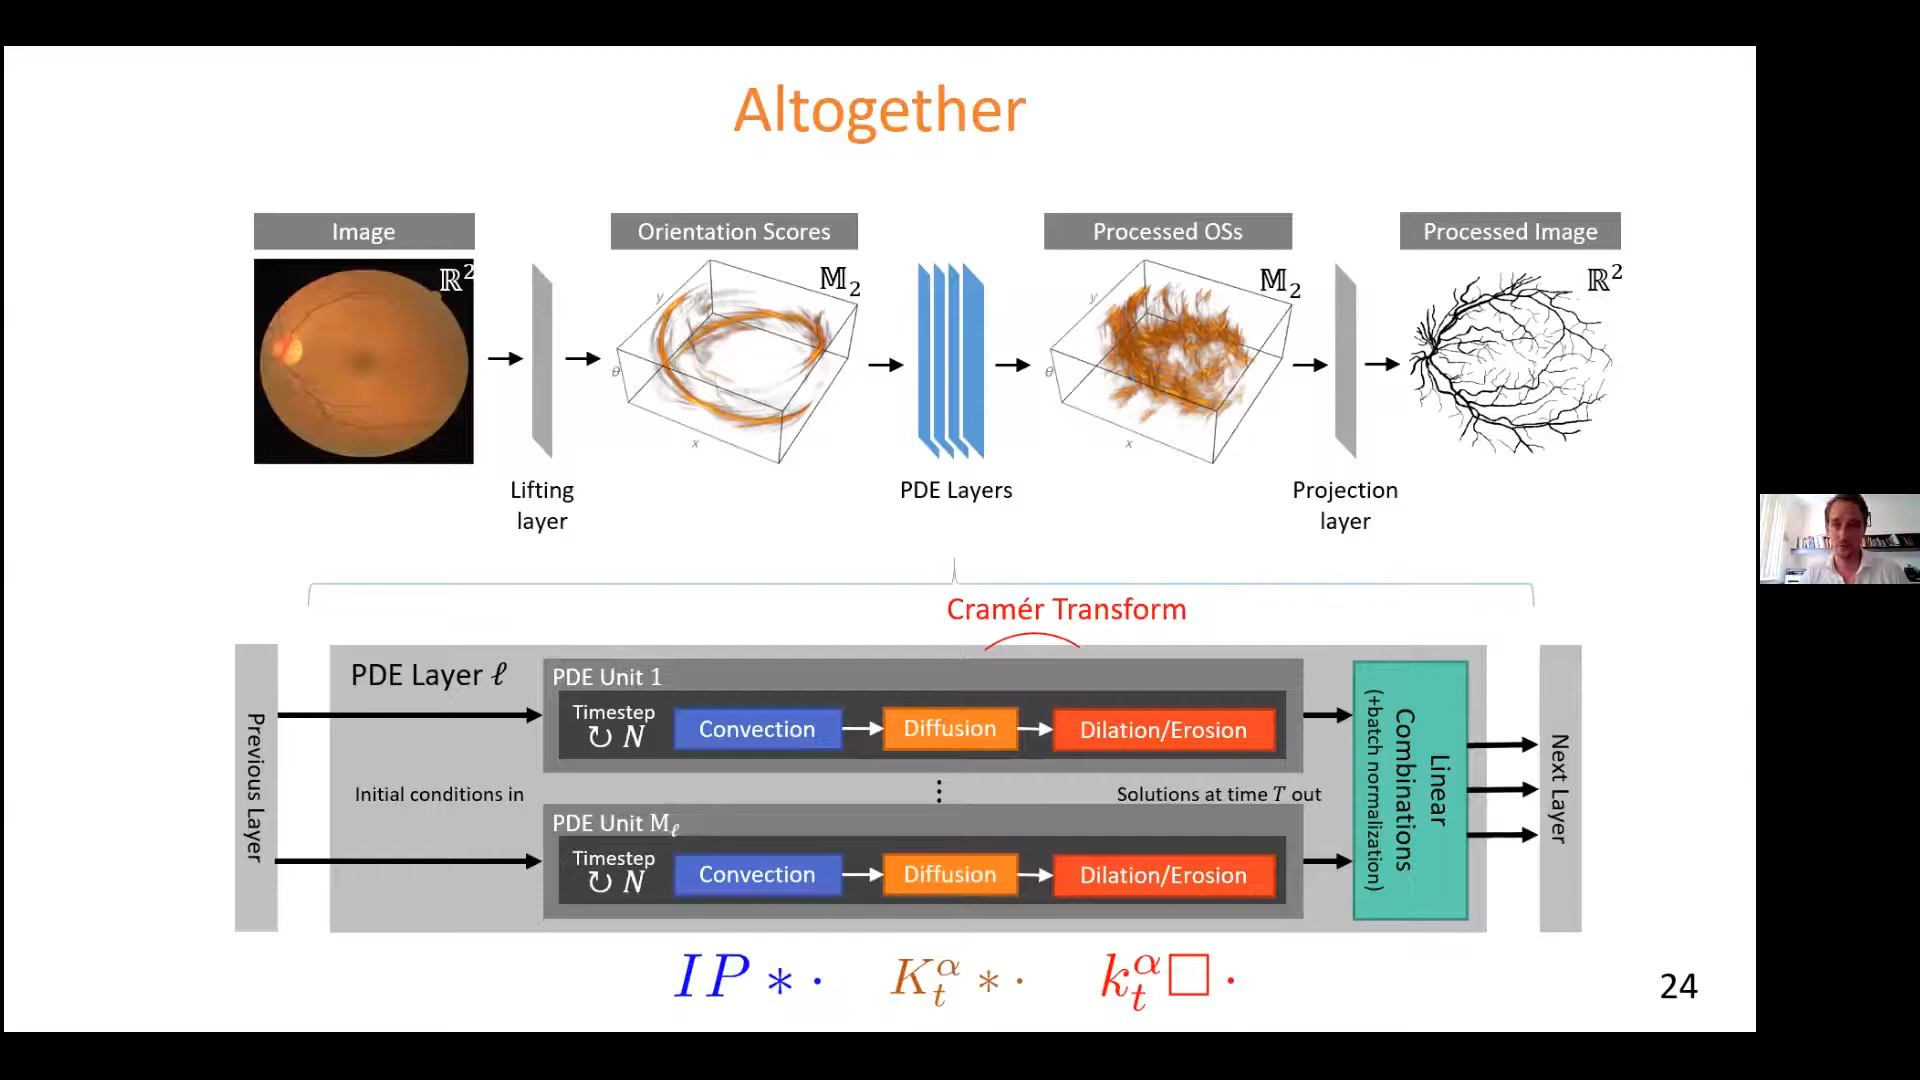 Altogether
Image
Orientation Scores
Processed OSs
Processed Image
ℝ²
𝕄₂
𝕄₂
ℝ²
y
θ
x
y
θ
x
Lifting
layer
PDE Layers
Projection
layer
Cramér Transform
Previous Layer
PDE Layer ℓ
PDE Unit 1
Timestep
↻ N
Convection
Diffusion
Dilation/Erosion
Initial conditions in
⋮
Solutions at time T out
PDE Unit M_ℓ
Timestep
↻ N
Convection
Diffusion
Dilation/Erosion
Linear
Combinations
(+batch normalization)
Next Layer
IP ∗ ·
K_t^α ∗ ·
k_t^α □ ·
24